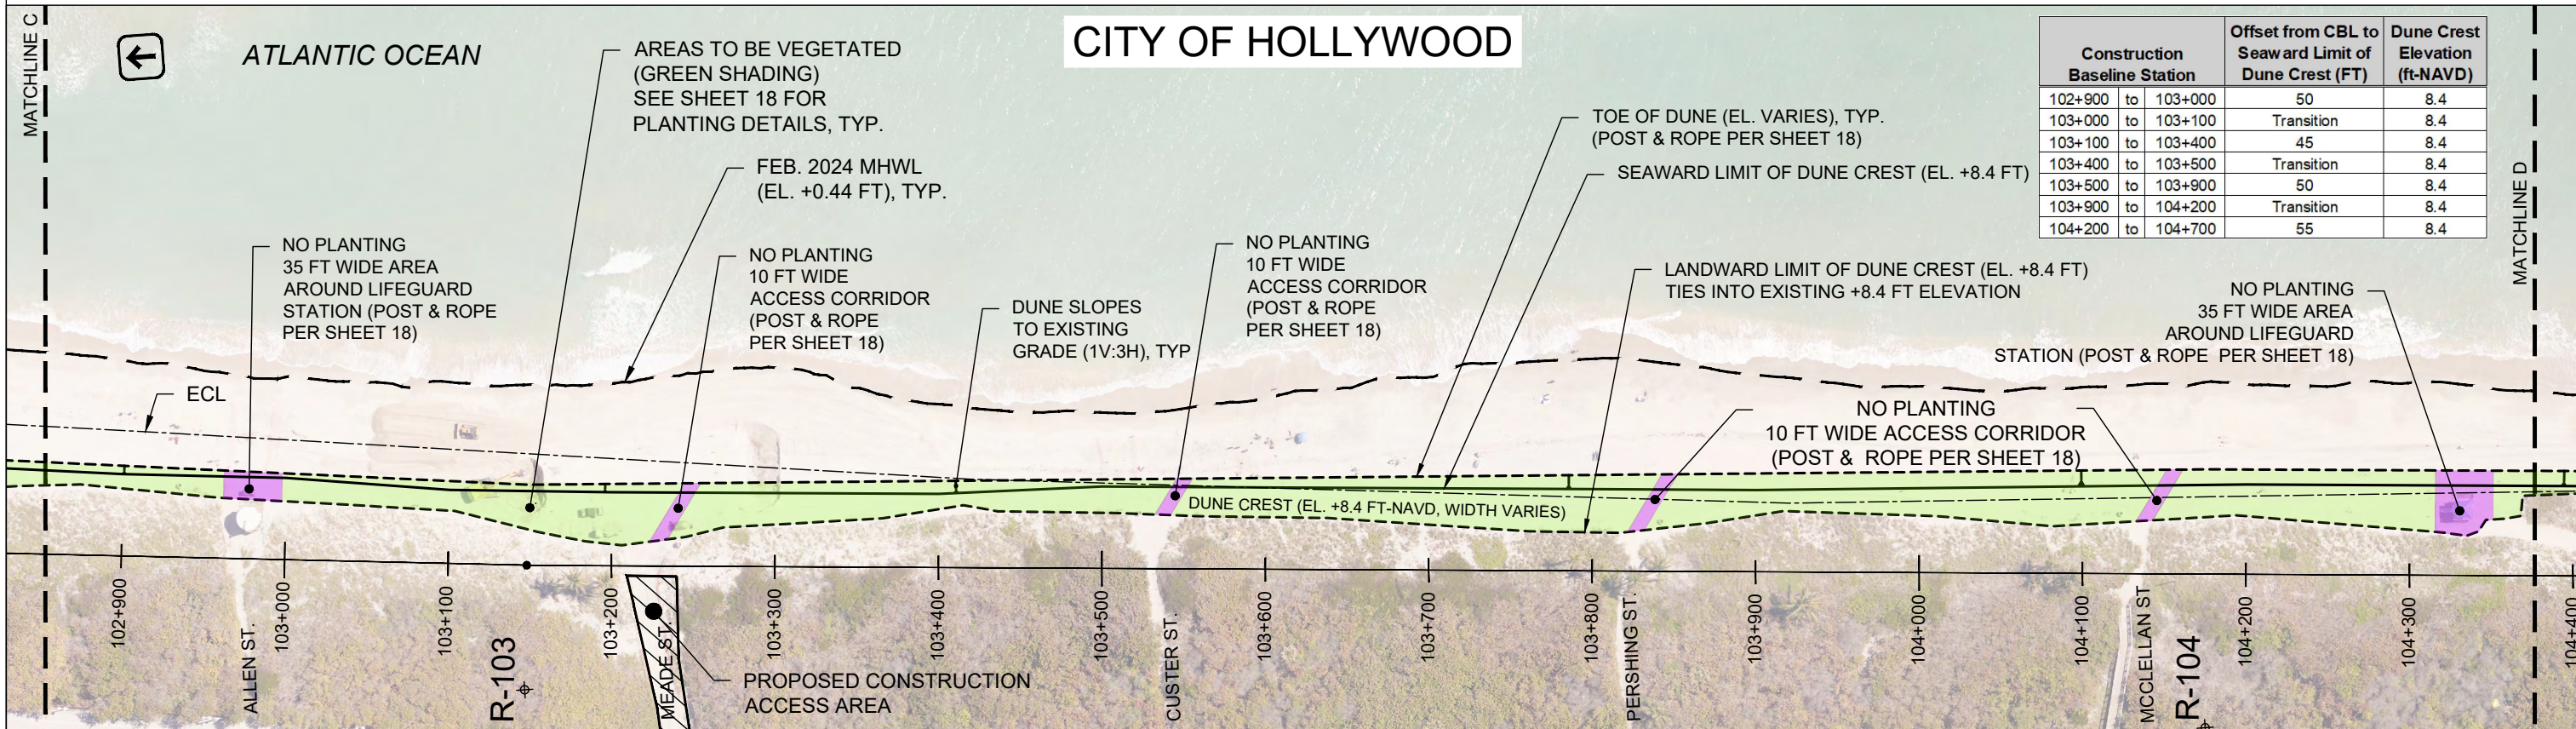 MATCHLINE C
ATLANTIC OCEAN
CITY OF HOLLYWOOD
AREAS TO BE VEGETATED
(GREEN SHADING)
SEE SHEET 18 FOR
PLANTING DETAILS, TYP.
FEB. 2024 MHWL
(EL. +0.44 FT), TYP.
TOE OF DUNE (EL. VARIES), TYP.
(POST & ROPE PER SHEET 18)
SEAWARD LIMIT OF DUNE CREST (EL. +8.4 FT)
Construction
Baseline Station
Offset from CBL to
Seaward Limit of
Dune Crest (FT)
Dune Crest
Elevation
(ft-NAVD)
102+900 to 103+000 50 8.4
103+000 to 103+100 Transition 8.4
103+100 to 103+400 45 8.4
103+400 to 103+500 Transition 8.4
103+500 to 103+900 50 8.4
103+900 to 104+200 Transition 8.4
104+200 to 104+700 55 8.4
MATCHLINE D
NO PLANTING
35 FT WIDE AREA
AROUND LIFEGUARD
STATION (POST & ROPE
PER SHEET 18)
NO PLANTING
10 FT WIDE
ACCESS CORRIDOR
(POST & ROPE
PER SHEET 18)
DUNE SLOPES
TO EXISTING
GRADE (1V:3H), TYP
NO PLANTING
10 FT WIDE
ACCESS CORRIDOR
(POST & ROPE
PER SHEET 18)
LANDWARD LIMIT OF DUNE CREST (EL. +8.4 FT)
TIES INTO EXISTING +8.4 FT ELEVATION
NO PLANTING
35 FT WIDE AREA
AROUND LIFEGUARD
STATION (POST & ROPE PER SHEET 18)
ECL
NO PLANTING
10 FT WIDE ACCESS CORRIDOR
(POST & ROPE PER SHEET 18)
DUNE CREST (EL. +8.4 FT-NAVD, WIDTH VARIES)
102+900
ALLEN ST.
103+000
103+100
R-103
103+200
MEADE ST.
103+300
103+400
103+500
CUSTER ST.
103+600
103+700
103+800
PERSHING ST.
103+900
104+000
104+100
MCCLELLAN ST
R-104
104+200
104+300
104+400
PROPOSED CONSTRUCTION
ACCESS AREA